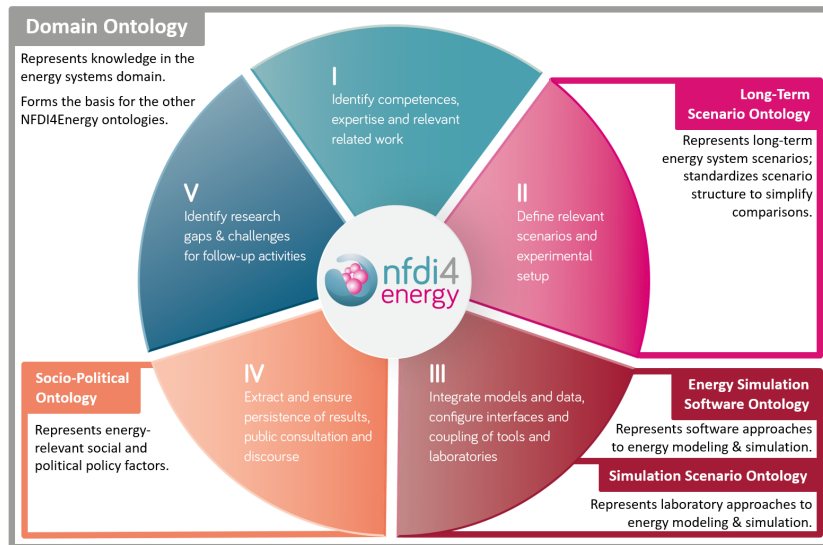 Domain Ontology
Represents knowledge in the
energy systems domain.
Forms the basis for the other
NFDI4Energy ontologies.
I
Identify competences,
expertise and relevant
related work
Long-Term
Scenario Ontology
Represents long-term
energy system scenarios;
standardizes scenario
structure to simplify
comparisons.
II
Define relevant
scenarios and
experimental
setup
V
Identify research
gaps & challenges
for follow-up activities
nfdi4
energy
Socio-Political
Ontology
Represents energy-
relevant social and
political policy factors.
IV
Extract and ensure
persistence of results,
public consultation and
discourse
III
Integrate models and data,
configure interfaces and
coupling of tools and
laboratories
Energy Simulation
Software Ontology
Represents software approaches
to energy modeling & simulation.
Simulation Scenario Ontology
Represents laboratory approaches to
energy modeling & simulation.